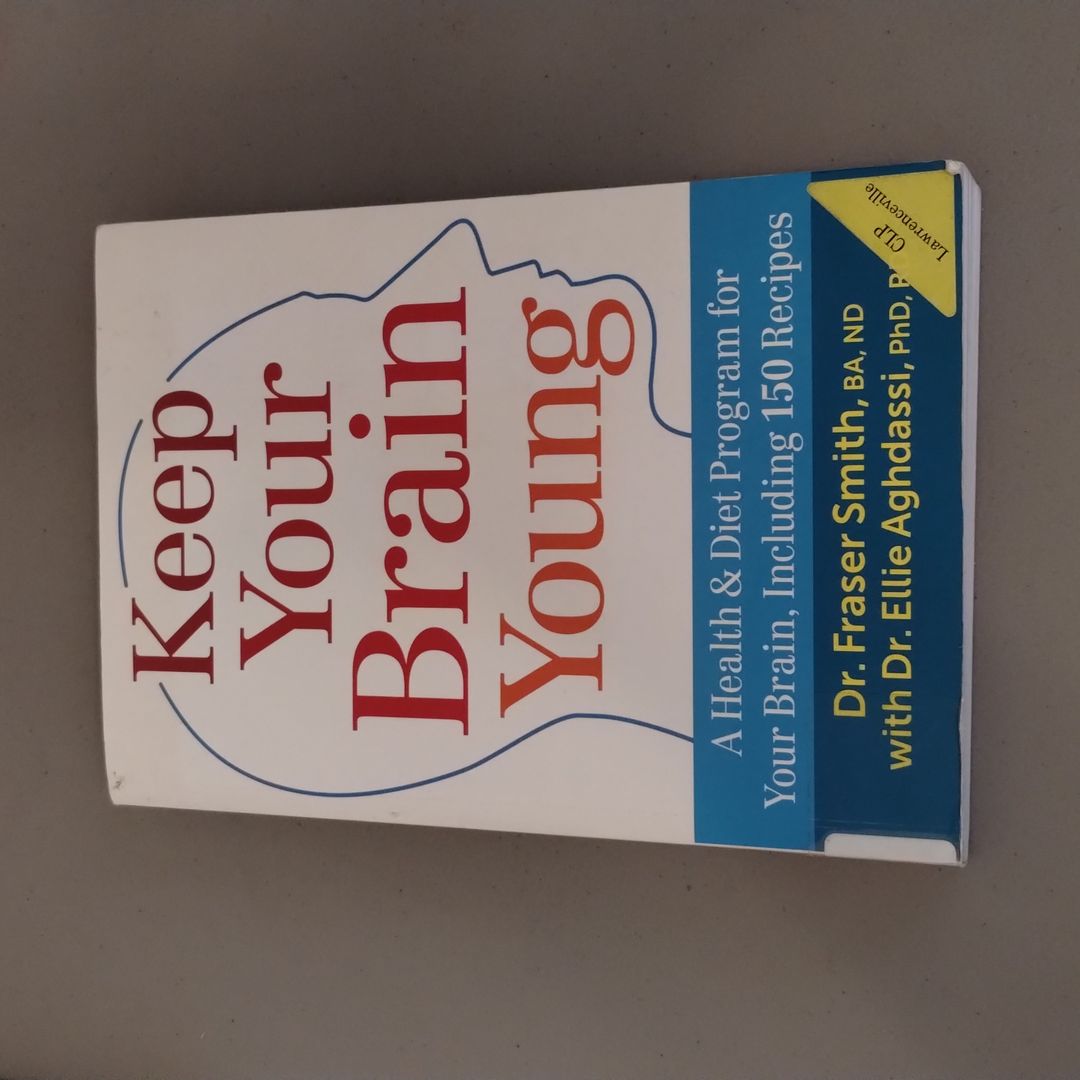 Keep
Your
Brain
Young
A Health & Diet Program for
Your Brain, Including 150 Recipes
Dr. Fraser Smith, BA, ND
with Dr. Ellie Aghdassi, PhD,
CLP
Lawrenceville